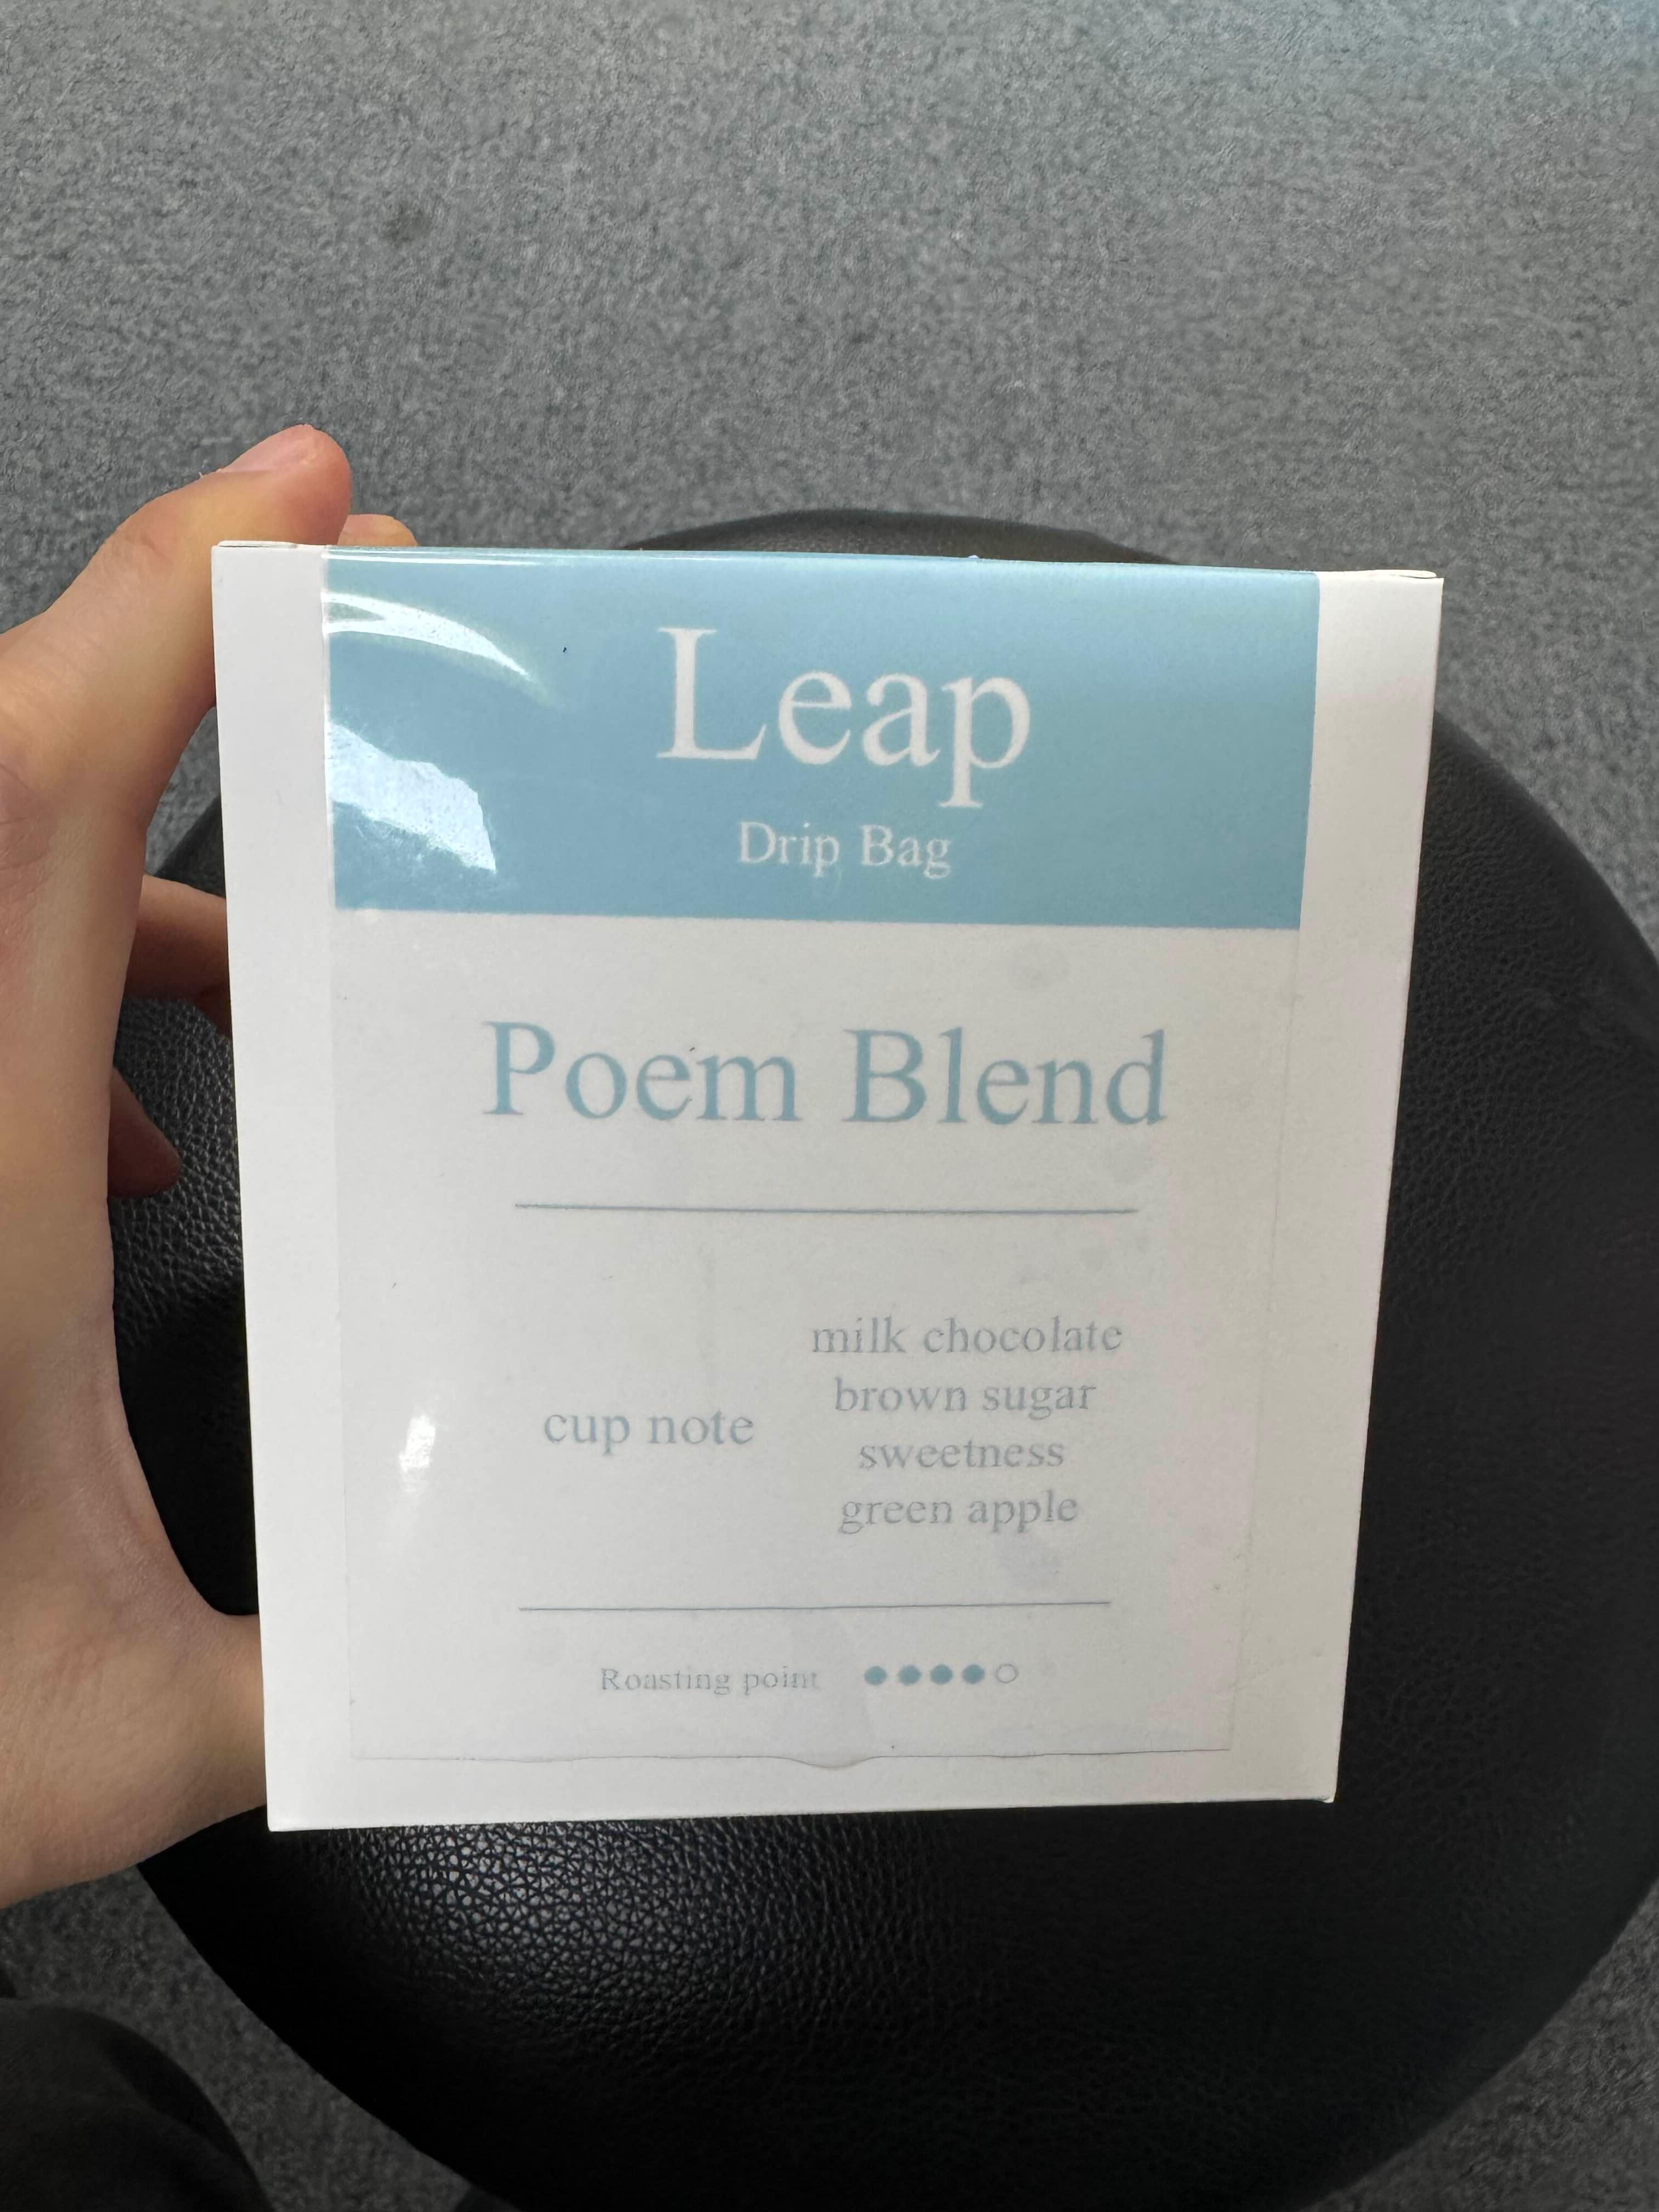 Leap
Drip Bag
Poem Blend
cup note
milk chocolate
brown sugar
sweetness
green apple
Roasting point